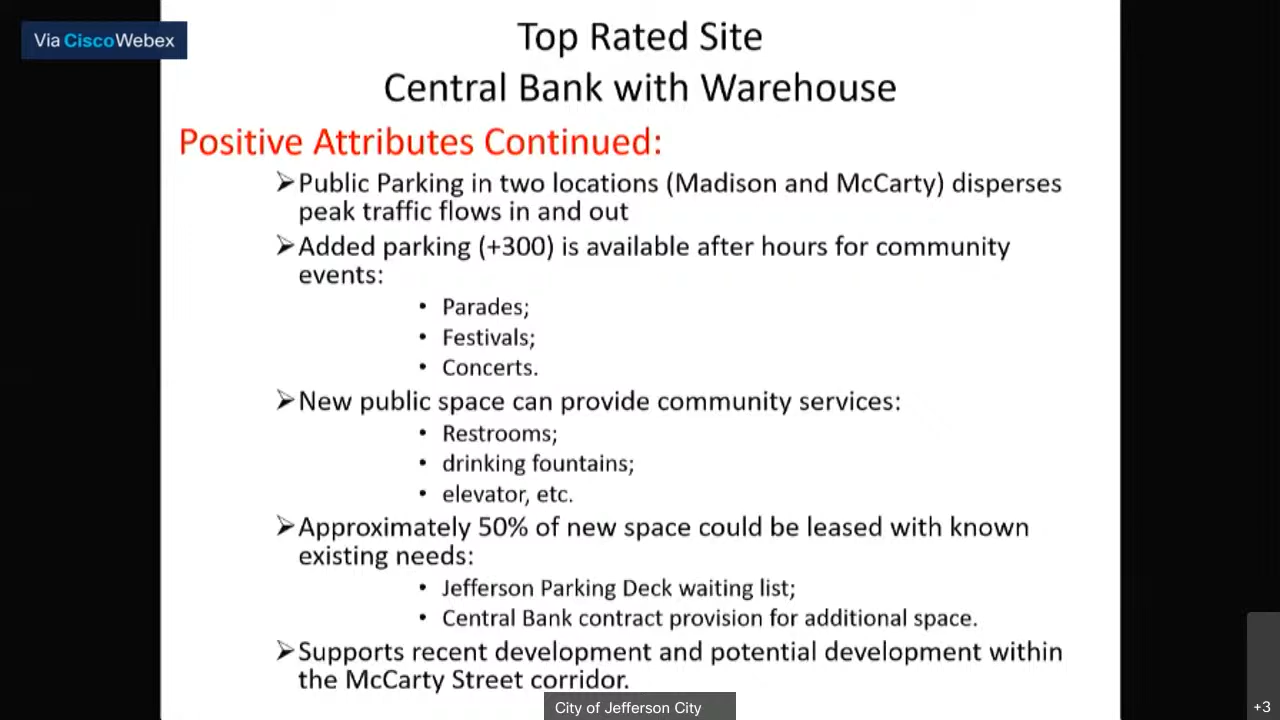 Via Cisco Webex
Top Rated Site
Central Bank with Warehouse
Positive Attributes Continued:
➢Public Parking in two locations (Madison and McCarty) disperses
peak traffic flows in and out
➢Added parking (+300) is available after hours for community
events:
• Parades;
• Festivals;
• Concerts.
➢New public space can provide community services:
• Restrooms;
• drinking fountains;
• elevator, etc.
➢Approximately 50% of new space could be leased with known
existing needs:
• Jefferson Parking Deck waiting list;
• Central Bank contract provision for additional space.
➢Supports recent development and potential development within
the McCarty Street corridor.
City of Jefferson City
+3